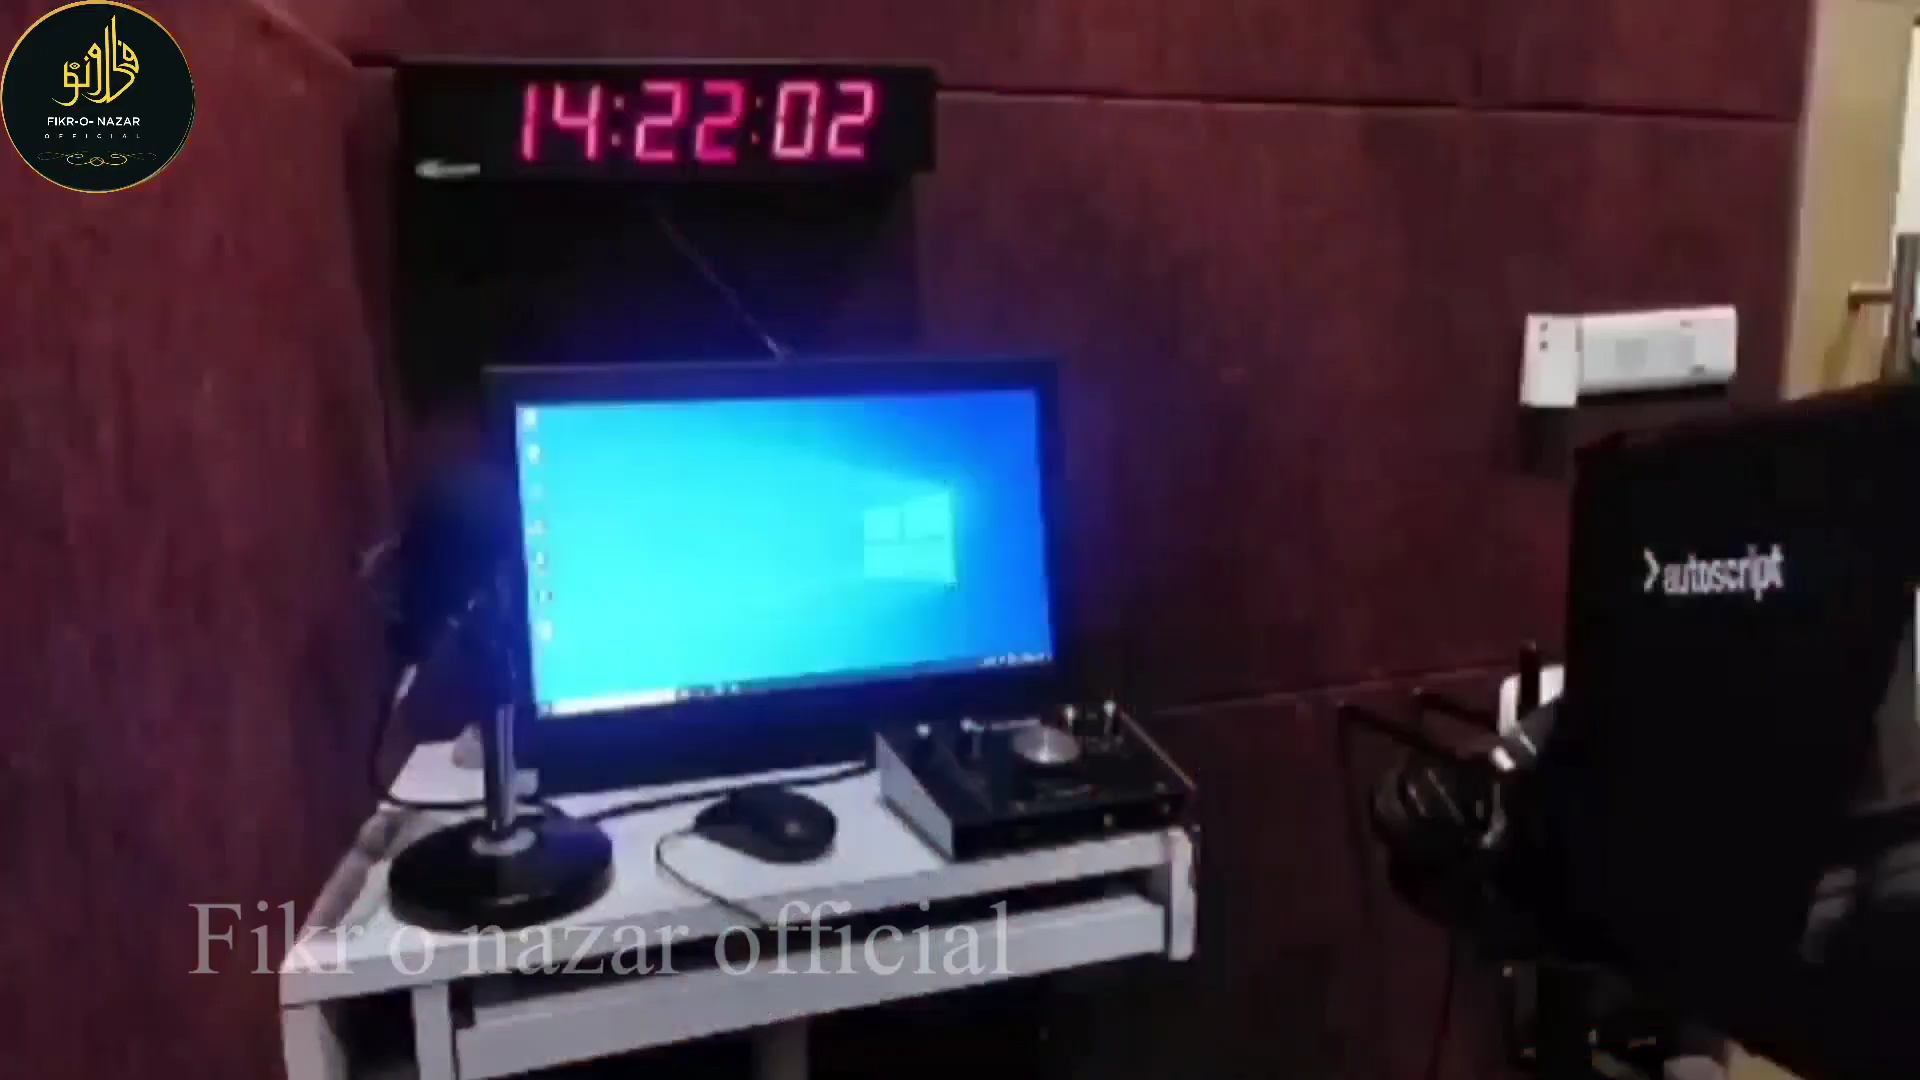 FIKR-O- NAZAR
OFFICIAL
14:22:02
autoscript
Fikr o nazar official